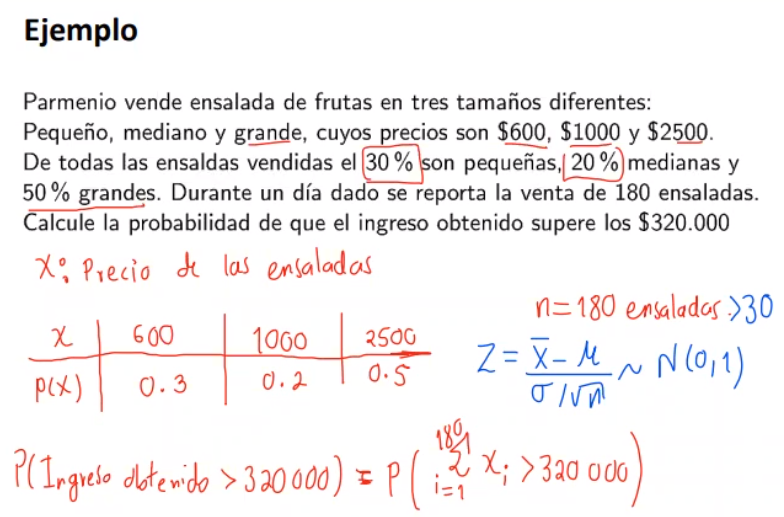 Ejemplo
Parmenio vende ensalada de frutas en tres tamaños diferentes:
Pequeño, mediano y grande, cuyos precios son $600, $1000 y $2500.
De todas las ensaldas vendidas el 30 % son pequeñas, 20 % medianas y
50 % grandes. Durante un día dado se reporta la venta de 180 ensaladas.
Calcule la probabilidad de que el ingreso obtenido supere los $320.000
X: Precio de las ensaladas
n=180 ensaladas >30
x | 600 | 1000 | 2500
P(X) | 0.3 | 0.2 | 0.5
Z = (x̄ − μ) / (σ/√n) ~ N(0,1)
P(Ingreso obtenido > 320000) = P(∑_{i=1}^{180} X_i > 320 000)